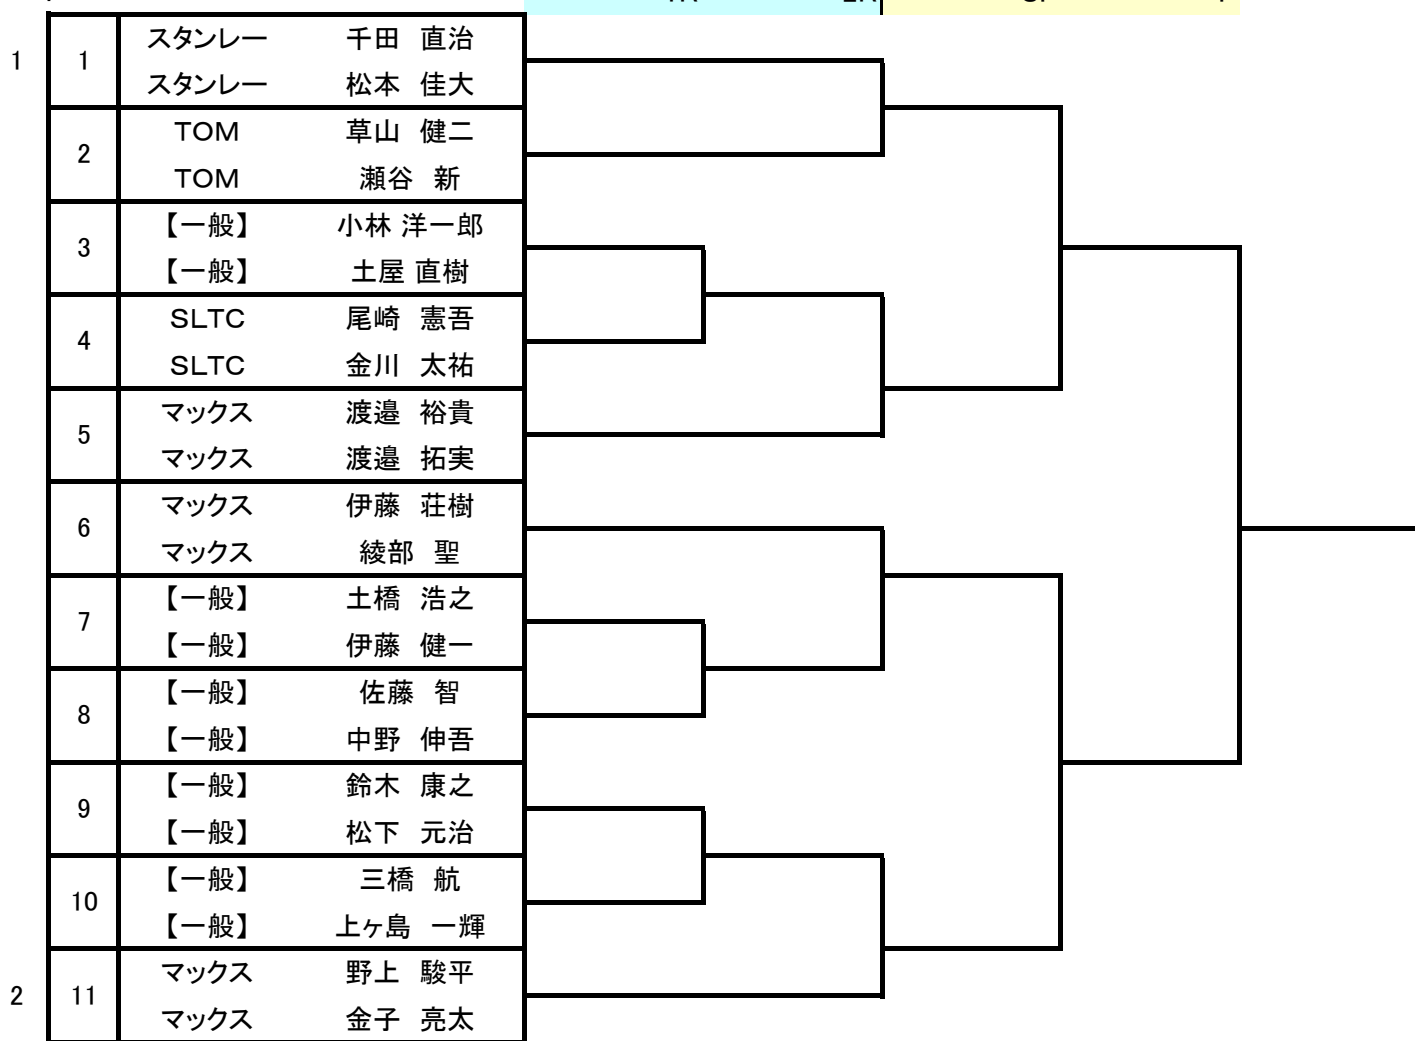 1 1 スタンレー 千田 直治
スタンレー 松本 佳大
2 TOM 草山 健二
TOM 瀬谷 新
3 【一般】 小林 洋一郎
【一般】 土屋 直樹
4 SLTC 尾崎 憲吾
SLTC 金川 太祐
5 マックス 渡邉 裕貴
マックス 渡邉 拓実
6 マックス 伊藤 荘樹
マックス 綾部 聖
7 【一般】 土橋 浩之
【一般】 伊藤 健一
8 【一般】 佐藤 智
【一般】 中野 伸吾
9 【一般】 鈴木 康之
【一般】 松下 元治
10 【一般】 三橋 航
【一般】 上ヶ島 一輝
2 11 マックス 野上 駿平
マックス 金子 亮太